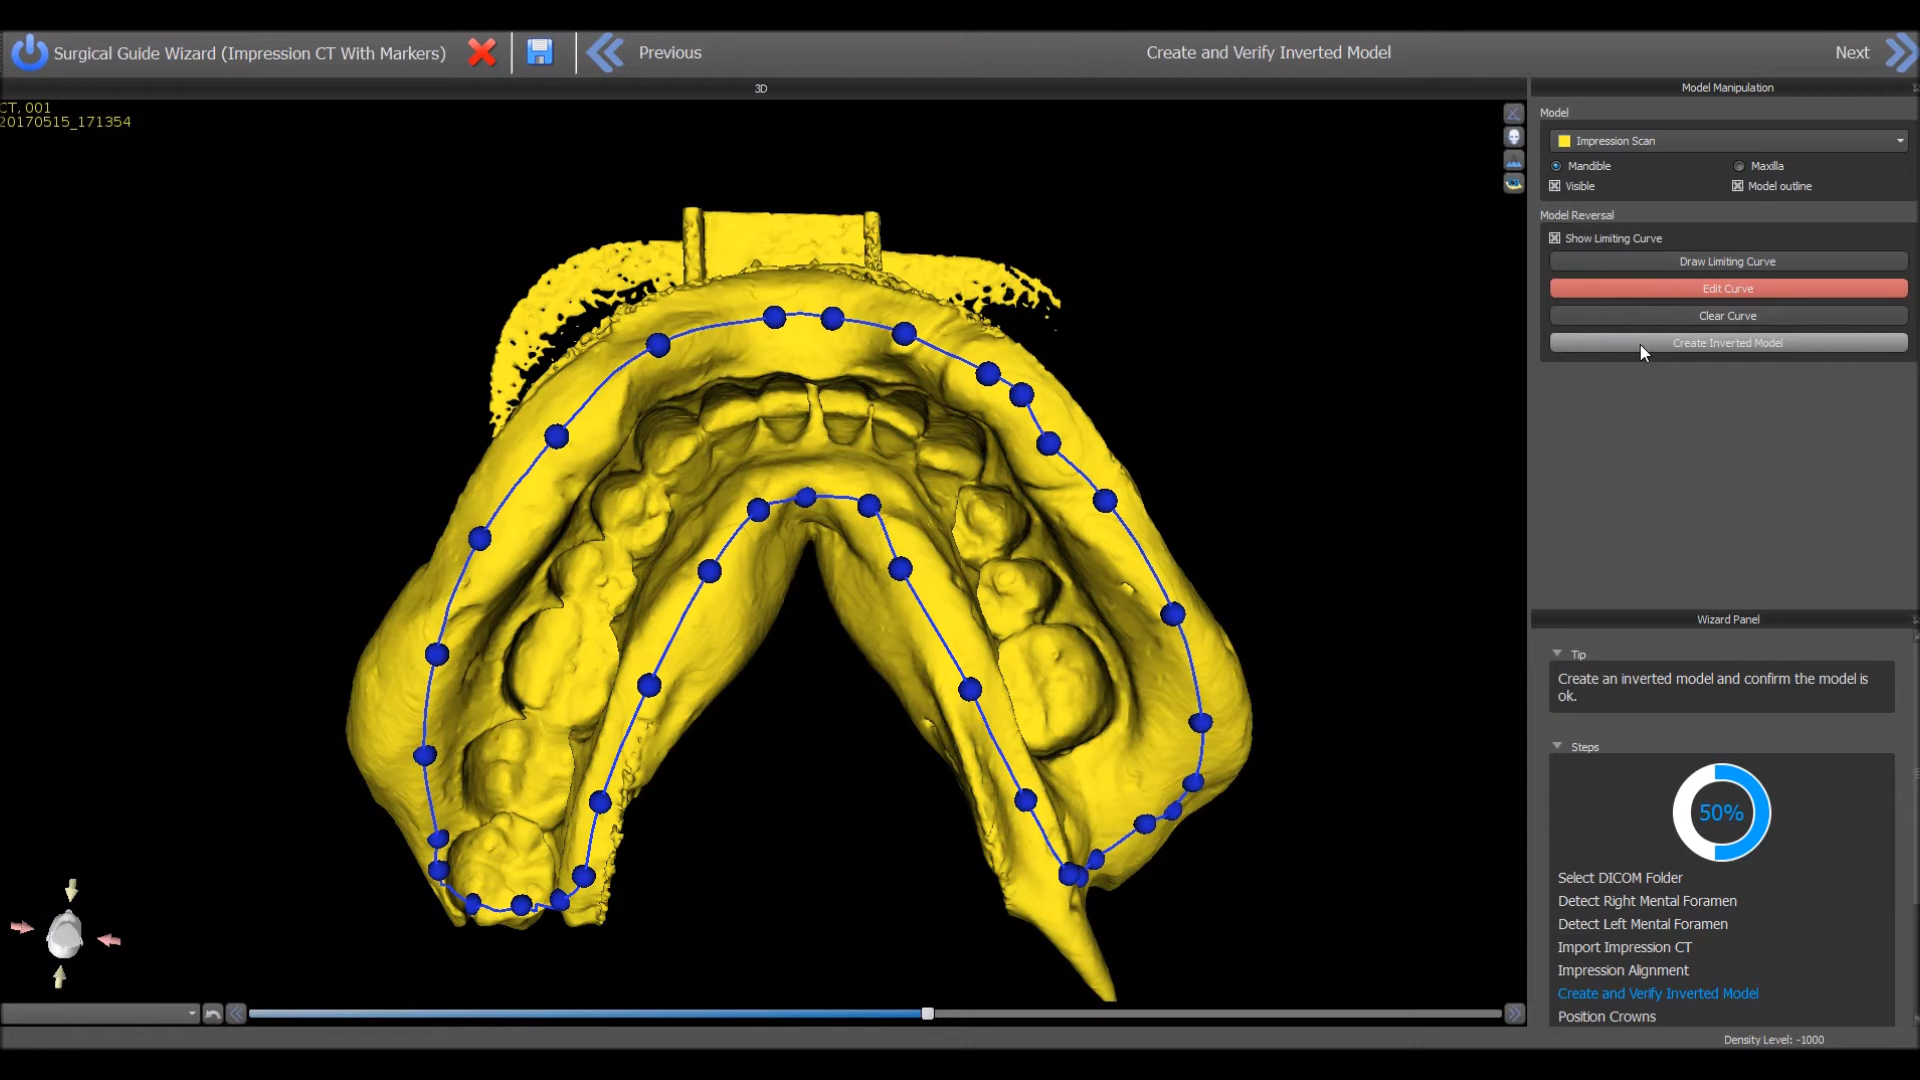 Surgical Guide Wizard (Impression CT With Markers)
Previous
Create and Verify Inverted Model
Next
3D
Model Manipulation
CT, 001
20170515_171354
Model
Impression Scan
Mandible
Maxilla
Visible
Model outline
Model Reversal
Show Limiting Curve
Draw Limiting Curve
Edit Curve
Clear Curve
Create Inverted Model
Wizard Panel
Tip
Create an inverted model and confirm the model is
ok.
Steps
50%
Select DICOM Folder
Detect Right Mental Foramen
Detect Left Mental Foramen
Import Impression CT
Impression Alignment
Create and Verify Inverted Model
Position Crowns
Density Level: -1000